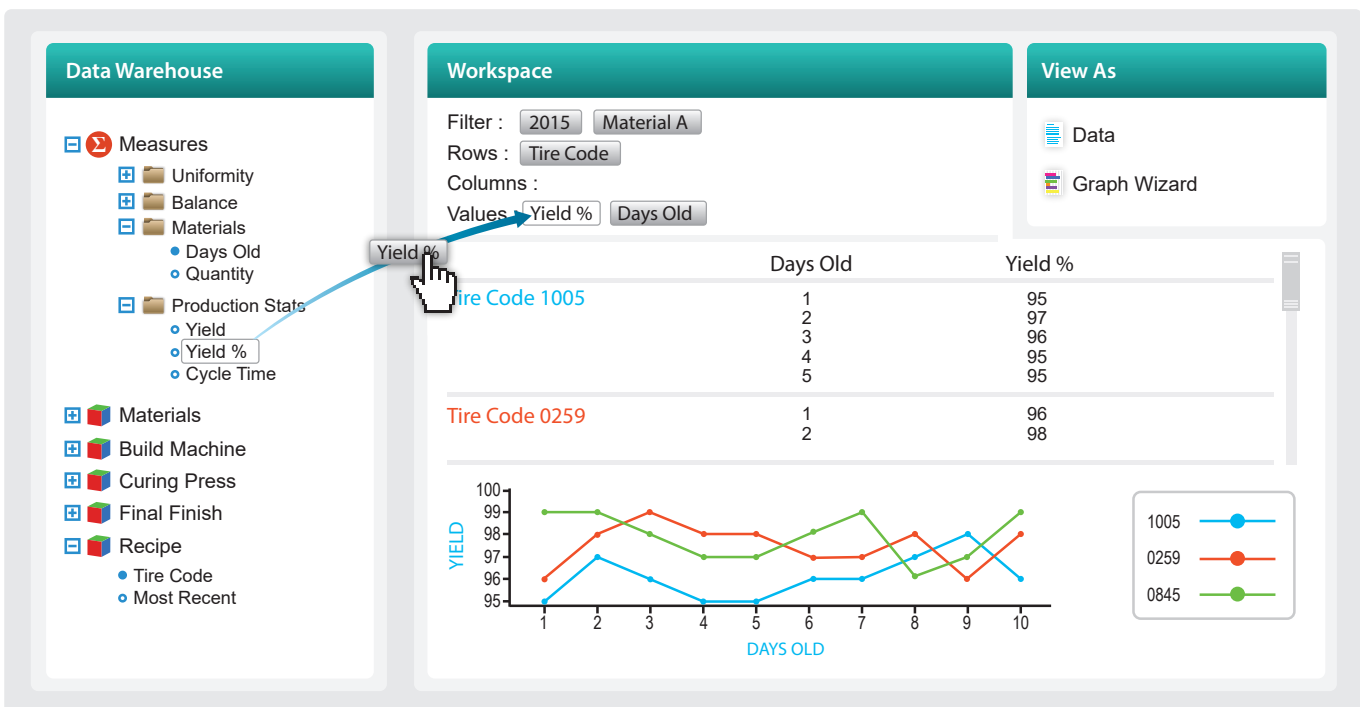 Data Warehouse
Measures
Uniformity
Balance
Materials
Days Old
Quantity
Production Stats
Yield
Yield %
Cycle Time
Materials
Build Machine
Curing Press
Final Finish
Recipe
Tire Code
Most Recent
Yield %
Workspace
Filter : 2015 Material A
Rows : Tire Code
Columns :
Values : Yield % Days Old
View As
Data
Graph Wizard
Days Old Yield %
Tire Code 1005 1 95
2 97
3 96
4 95
5 95
Tire Code 0259 1 96
2 98
YIELD
100
99
98
97
96
95
1 2 3 4 5 6 7 8 9 10
DAYS OLD
1005
0259
0845